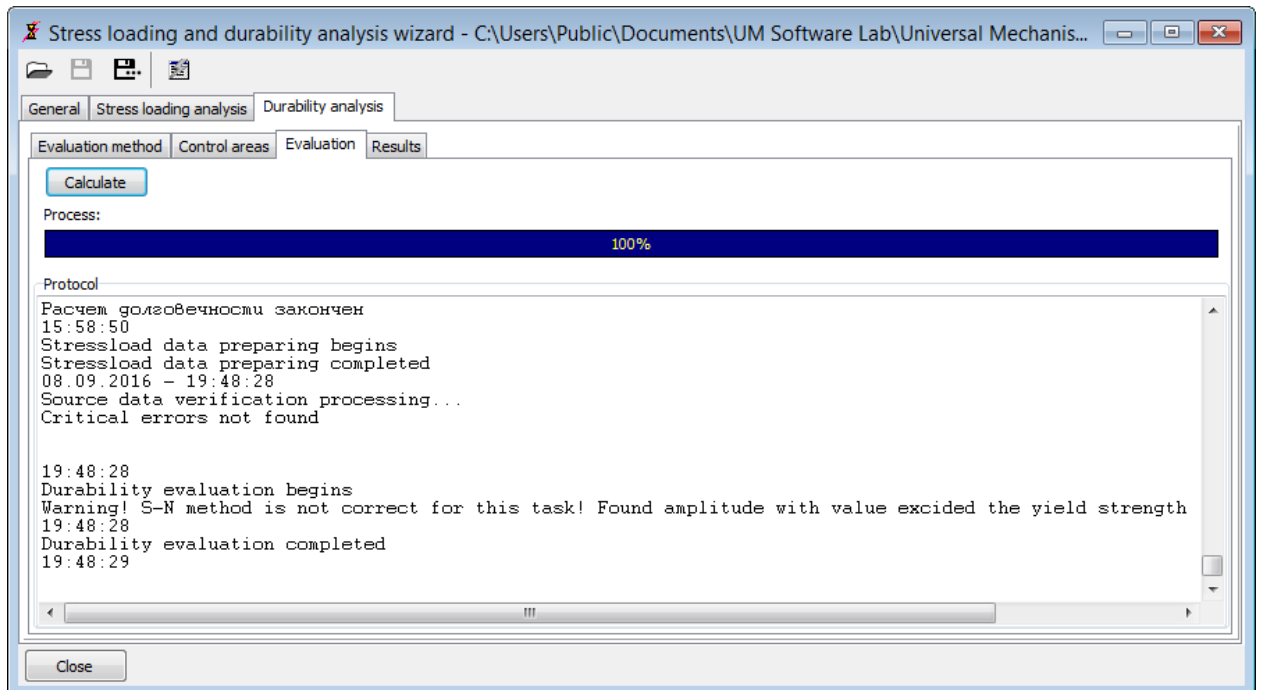 Stress loading and durability analysis wizard - C:\Users\Public\Documents\UM Software Lab\Universal Mechanis...
General Stress loading analysis Durability analysis
Evaluation method Control areas Evaluation Results
Calculate
Process:
100%
Protocol
Расчет долговечности закончен
15:58:50
Stressload data preparing begins
Stressload data preparing completed
08.09.2016 – 19:48:28
Source data verification processing...
Critical errors not found
19:48:28
Durability evaluation begins
Warning! S-N method is not correct for this task! Found amplitude with value excided the yield strength
19:48:28
Durability evaluation completed
19:48:29
Close